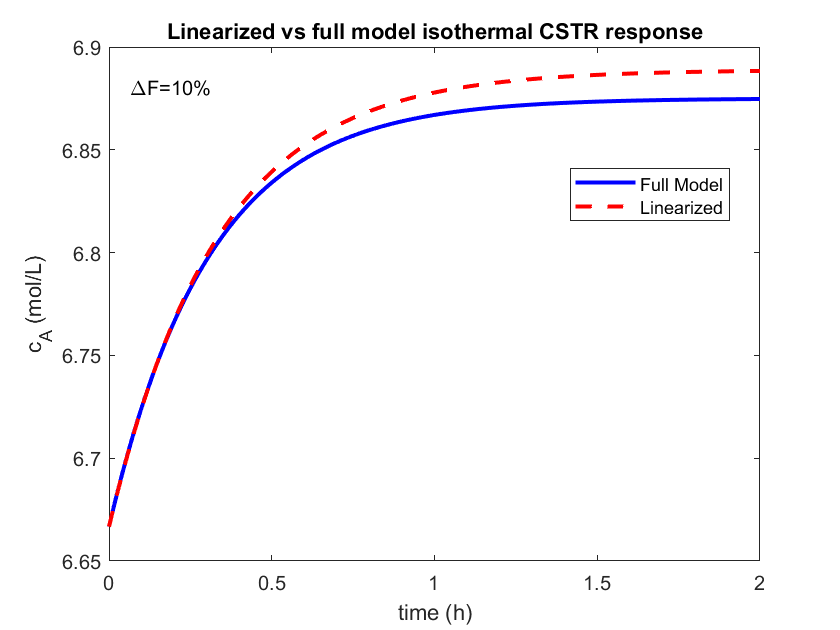 Linearized vs full model isothermal CSTR response
6.9
ΔF=10%
6.85
Full Model
Linearized
6.8
c_A (mol/L)
6.75
6.7
6.65
0
0.5
1
1.5
2
time (h)